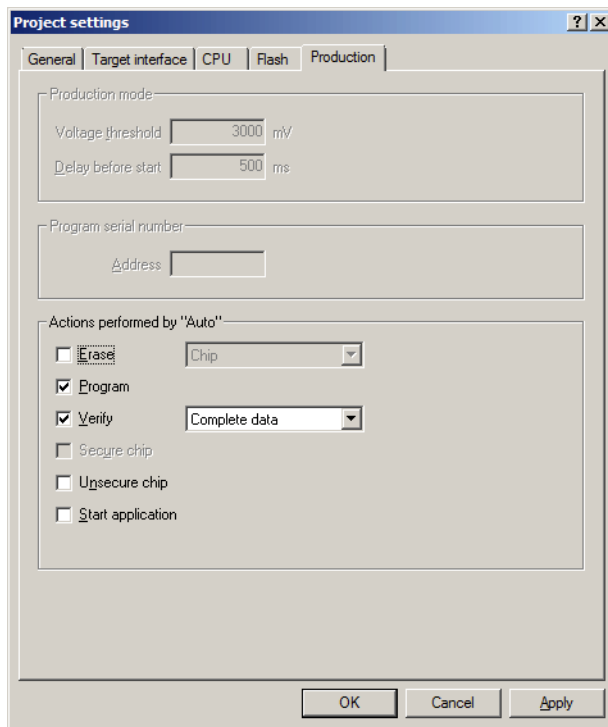 Project settings
General Target interface CPU Flash Production
Production mode
Voltage threshold 3000 mV
Delay before start 500 ms
Program serial number
Address
Actions performed by "Auto"
Erase Chip
Program
Verify Complete data
Secure chip
Unsecure chip
Start application
OK Cancel Apply